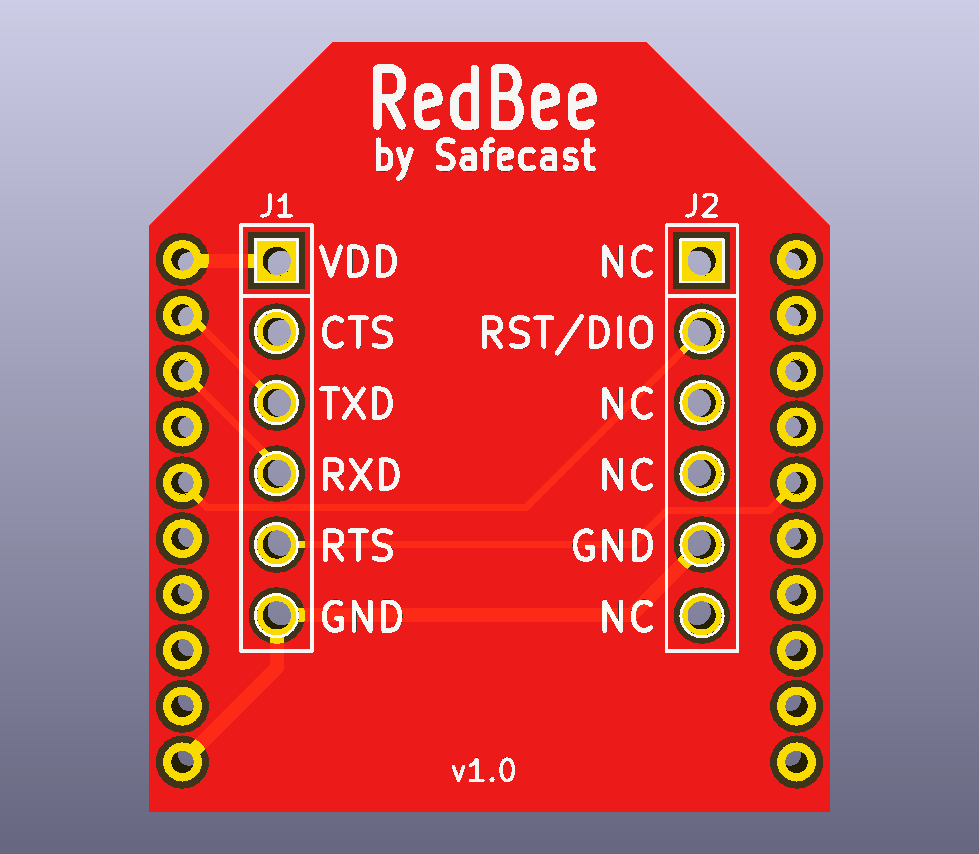 RedBee
by Safecast
J1 J2
VDD NC
CTS RST/DIO
TXD NC
RXD NC
RTS GND
GND NC
v1.0